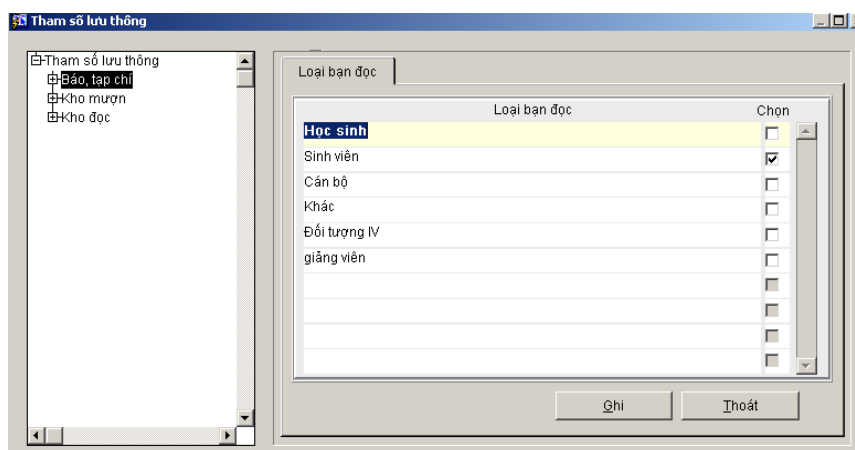 Tham số lưu thông
Tham số lưu thông
Báo, tạp chí
Kho mượn
Kho đọc
Loại bạn đọc
Loại bạn đọc Chọn
Học sinh
Sinh viên
Cán bộ
Khác
Đối tượng IV
giảng viên
Ghi Thoát